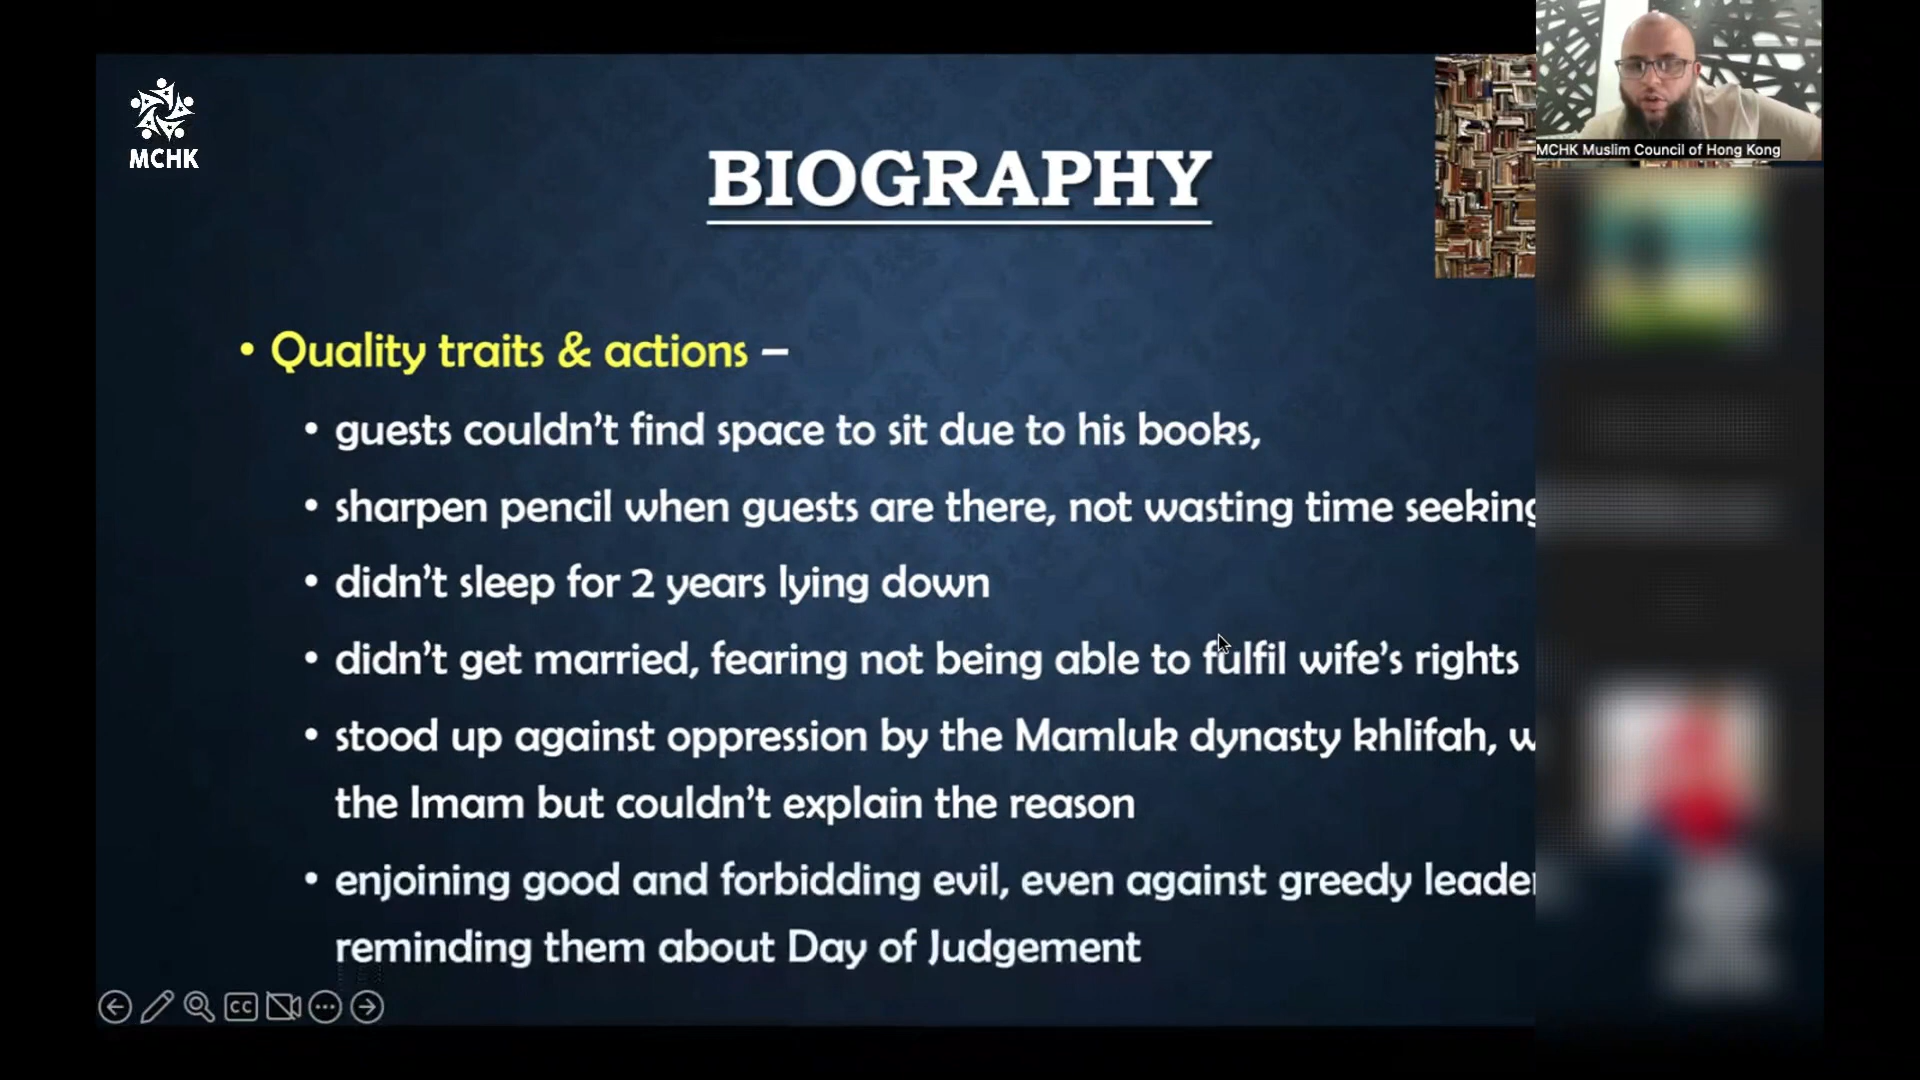 MCHK
MCHK Muslim Council of Hong Kong
BIOGRAPHY
• Quality traits & actions –
• guests couldn't find space to sit due to his books,
• sharpen pencil when guests are there, not wasting time seeking
• didn't sleep for 2 years lying down
• didn't get married, fearing not being able to fulfil wife's rights
• stood up against oppression by the Mamluk dynasty khlifah,
the Imam but couldn't explain the reason
• enjoining good and forbidding evil, even against greedy
reminding them about Day of Judgement
CC